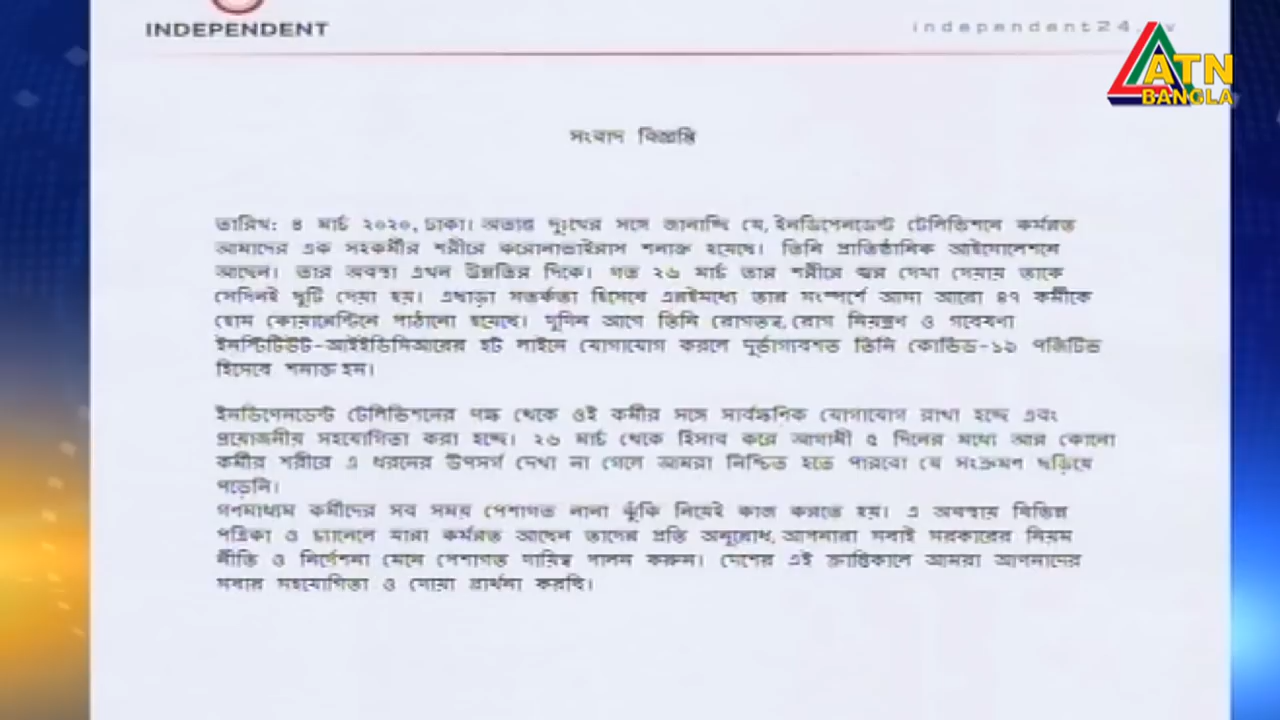 INDEPENDENT
independent24.tv
ATN
BANGLA
সংবাদ বিজ্ঞপ্তি
তারিখ: ৪ মার্চ ২০২০, ঢাকা। অত্যন্ত দুঃখের সঙ্গে জানাচ্ছি যে, ইনডিপেনডেন্ট টেলিভিশনে কর্মরত
আমাদের এক সহকর্মীর শরীরে করোনাভাইরাস শনাক্ত হয়েছে। তিনি প্রাতিষ্ঠানিক আইসোলেশনে
আছেন। তার অবস্থা এখন উন্নতির দিকে। গত ২৬ মার্চ তার শরীরে জ্বর দেখা দেয়ায় তাকে
সেদিনই ছুটি দেয়া হয়। এছাড়া সতর্কতা হিসেবে এরইমধ্যে তার সংস্পর্শে আসা আরো ৪৭ কর্মীকে
হোম কোয়ারেন্টিনে পাঠানো হয়েছে। দুদিন আগে তিনি রোগতত্ত্ব, রোগ নিয়ন্ত্রণ ও গবেষণা
ইনস্টিটিউট-আইইডিসিআরের হট লাইনে যোগাযোগ করলে দুর্ভাগ্যবশত তিনি কোভিড-১৯ পজিটিভ
হিসেবে শনাক্ত হন।
ইনডিপেনডেন্ট টেলিভিশনের পক্ষ থেকে ওই কর্মীর সঙ্গে সার্বক্ষণিক যোগাযোগ রাখা হচ্ছে এবং
প্রয়োজনীয় সহযোগিতা করা হচ্ছে। ২৬ মার্চ থেকে হিসাব করে আগামী ৫ দিনের মধ্যে আর কোনো
কর্মীর শরীরে এ ধরনের উপসর্গ দেখা না গেলে আমরা নিশ্চিত হতে পারবো যে সংক্রমণ ছড়িয়ে
পড়েনি।
গণমাধ্যম কর্মীদের সব সময় পেশাগত নানা ঝুঁকি নিয়েই কাজ করতে হয়। এ অবস্থায় বিভিন্ন
পত্রিকা ও চ্যানেলে যারা কর্মরত আছেন তাদের প্রতি অনুরোধ, আপনারা সবাই সরকারের নিয়ম
নীতি ও নির্দেশনা মেনে পেশাগত দায়িত্ব পালন করুন। দেশের এই ক্রান্তিকালে আমরা আপনাদের
সবার সহযোগিতা ও দোয়া প্রার্থনা করছি।